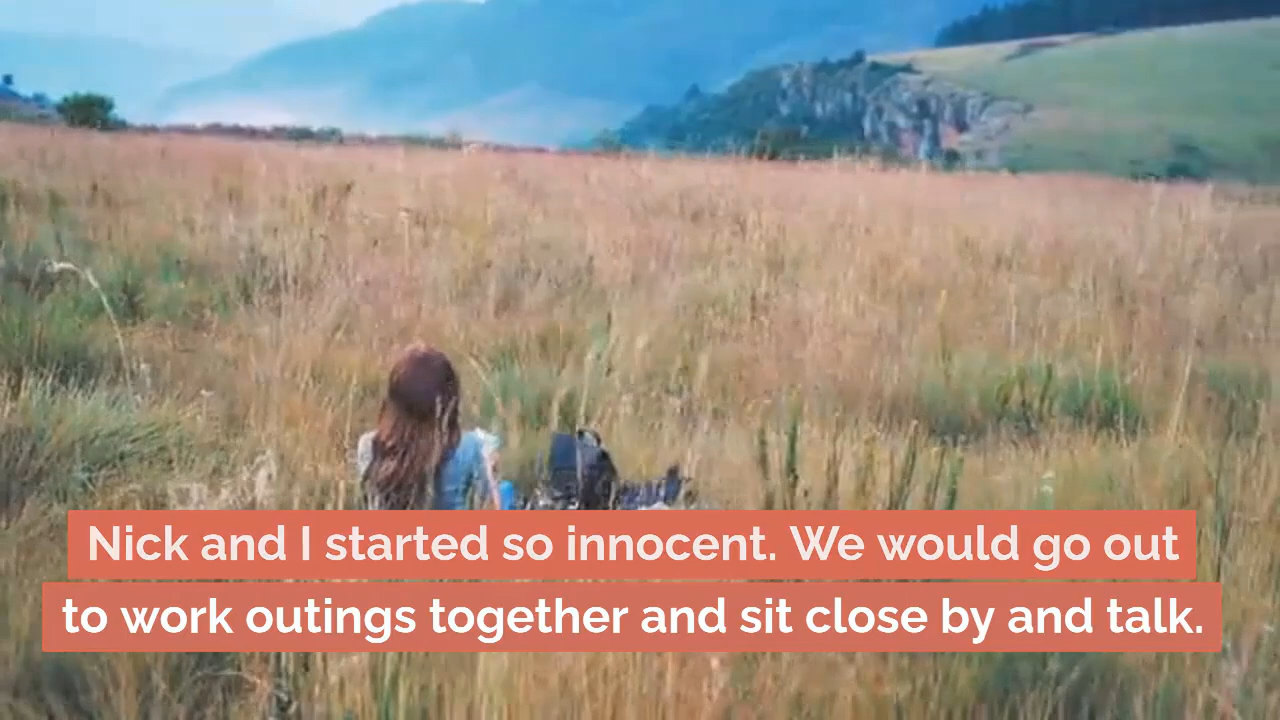 Nick and I started so innocent. We would go out
to work outings together and sit close by and talk.